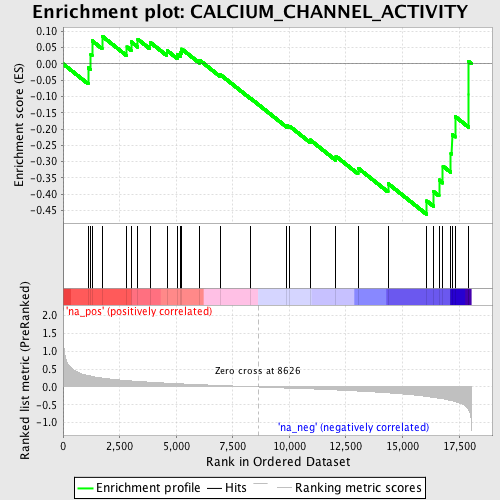 Enrichment plot: CALCIUM_CHANNEL_ACTIVITY
Enrichment score (ES)
0.10
0.05
0.00
-0.05
-0.10
-0.15
-0.20
-0.25
-0.30
-0.35
-0.40
-0.45
'na_pos' (positively correlated)
Ranked list metric (PreRanked)
2.0
1.5
1.0
0.5
0.0
-0.5
-1.0
Zero cross at 8626
'na_neg' (negatively correlated)
0 2,500 5,000 7,500 10,000 12,500 15,000 17,500
Rank in Ordered Dataset
Enrichment profile Hits Ranking metric scores